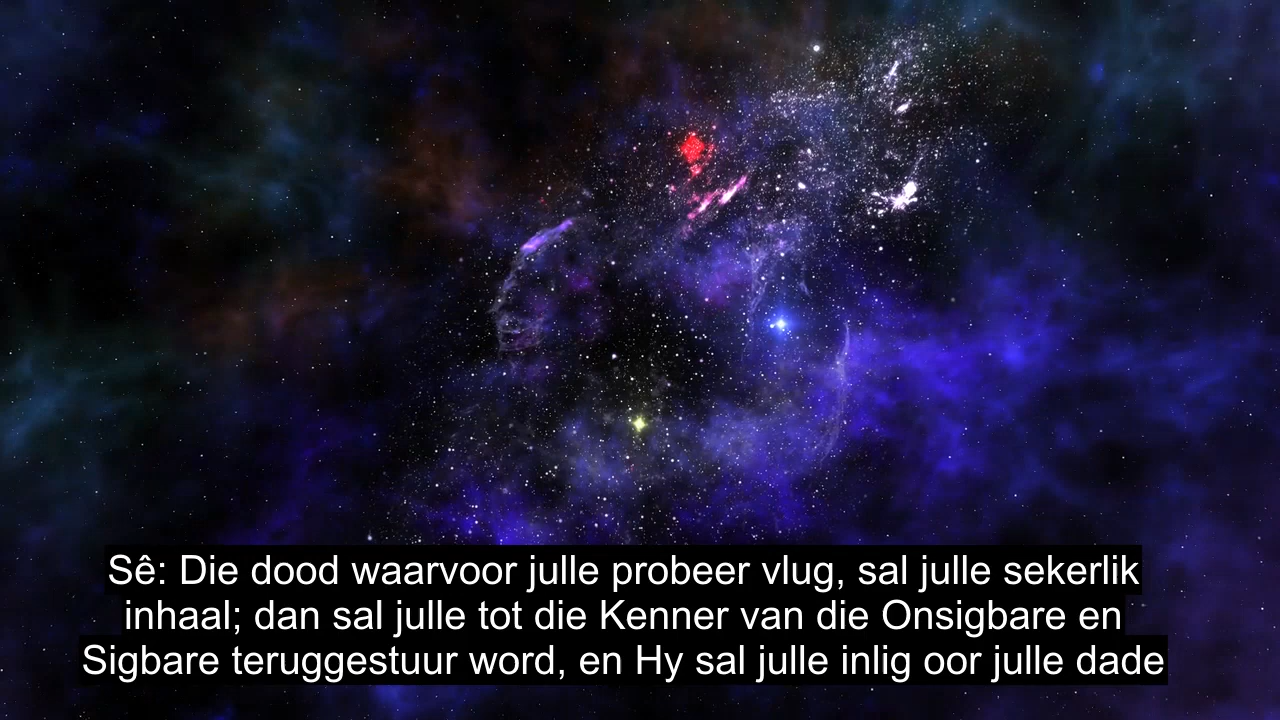 Sê: Die dood waarvoor julle probeer vlug, sal julle sekerlik
inhaal; dan sal julle tot die Kenner van die Onsigbare en
Sigbare teruggestuur word, en Hy sal julle inlig oor julle dade